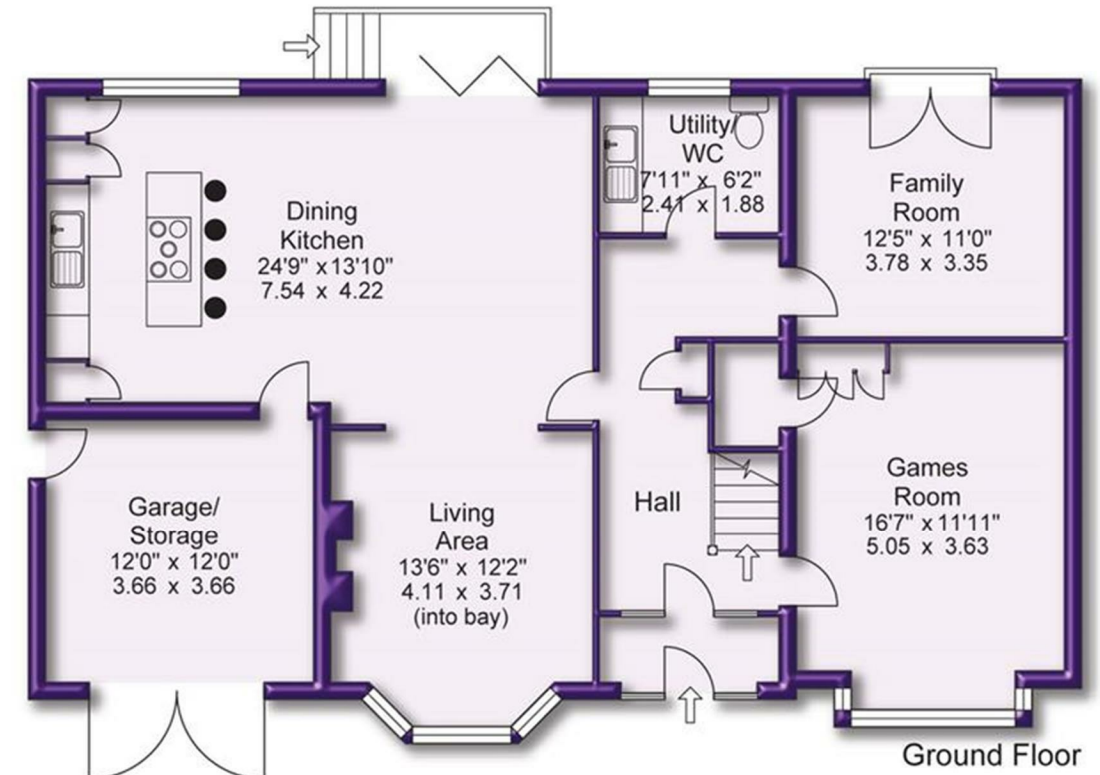 Dining
Kitchen
24'9" x 13'10"
7.54 x 4.22
Utility/
WC
7'11" x 6'2"
2.41 x 1.88
Family
Room
12'5" x 11'0"
3.78 x 3.35
Garage/
Storage
12'0" x 12'0"
3.66 x 3.66
Living
Area
13'6" x 12'2"
4.11 x 3.71
(into bay)
Hall
Games
Room
16'7" x 11'11"
5.05 x 3.63
Ground Floor